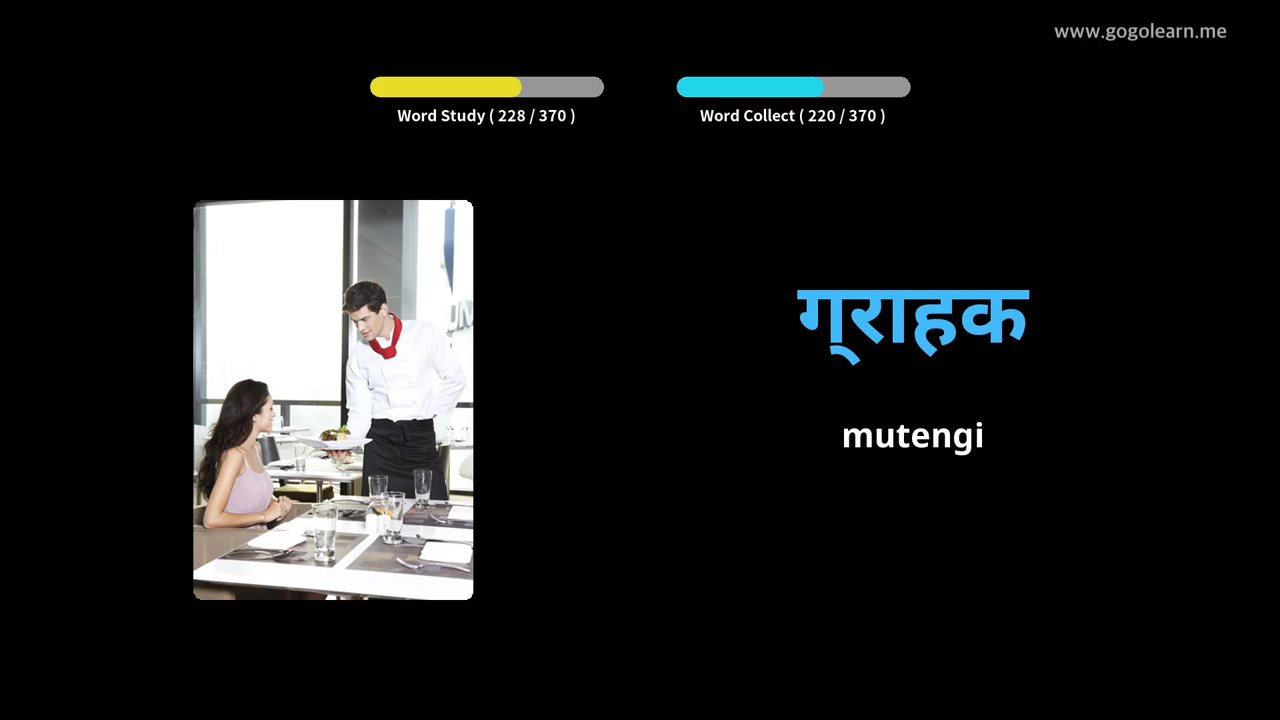 www.gogolearn.me
Word Study ( 228 / 370 )
Word Collect ( 220 / 370 )
ग्राहक
mutengi